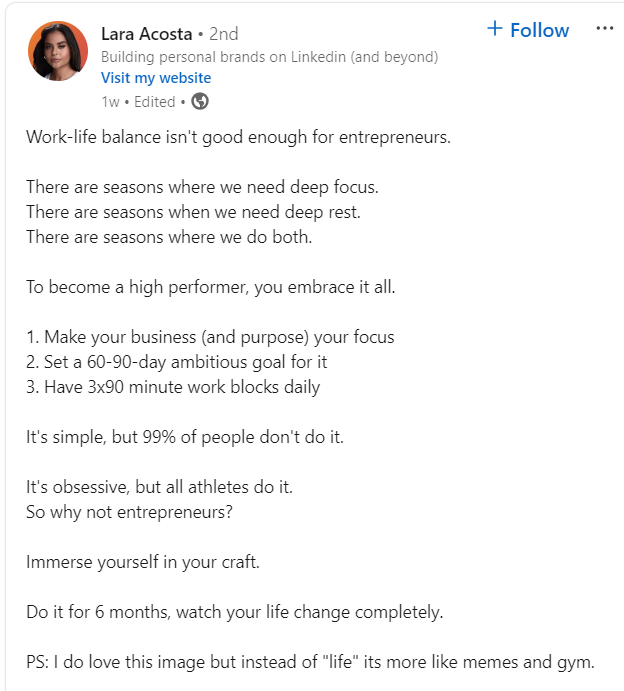 Lara Acosta • 2nd
+ Follow
...
Building personal brands on Linkedin (and beyond)
Visit my website
1w • Edited •
Work-life balance isn't good enough for entrepreneurs.
There are seasons where we need deep focus.
There are seasons when we need deep rest.
There are seasons where we do both.
To become a high performer, you embrace it all.
1. Make your business (and purpose) your focus
2. Set a 60-90-day ambitious goal for it
3. Have 3x90 minute work blocks daily
It's simple, but 99% of people don't do it.
It's obsessive, but all athletes do it.
So why not entrepreneurs?
Immerse yourself in your craft.
Do it for 6 months, watch your life change completely.
PS: I do love this image but instead of "life" its more like memes and gym.